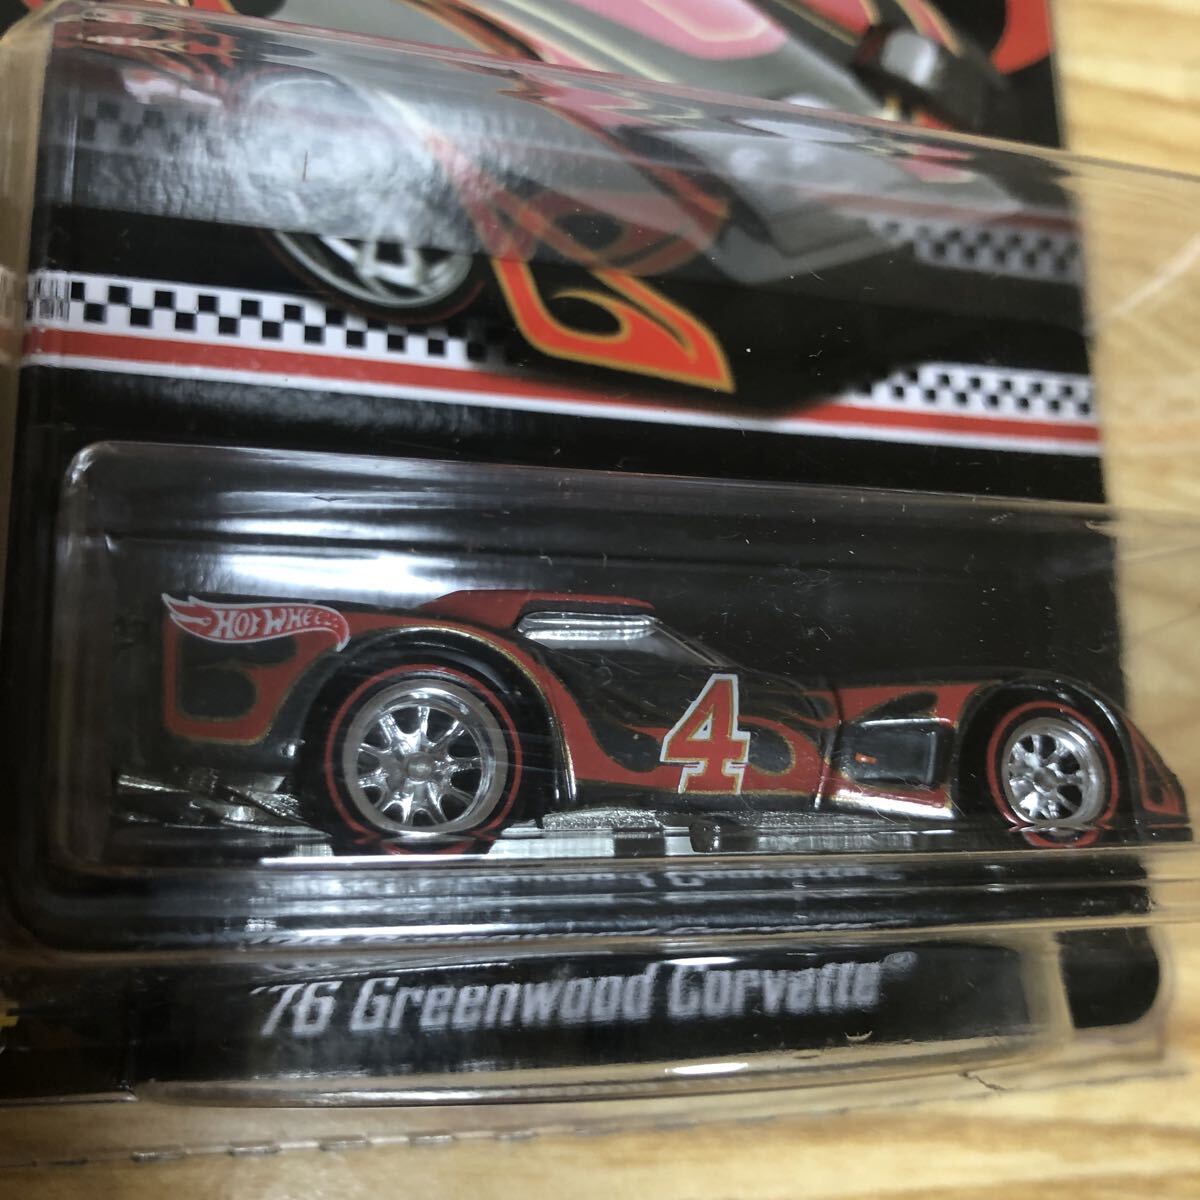 HOT WHEELS
4
'76 Greenwood Corvette®